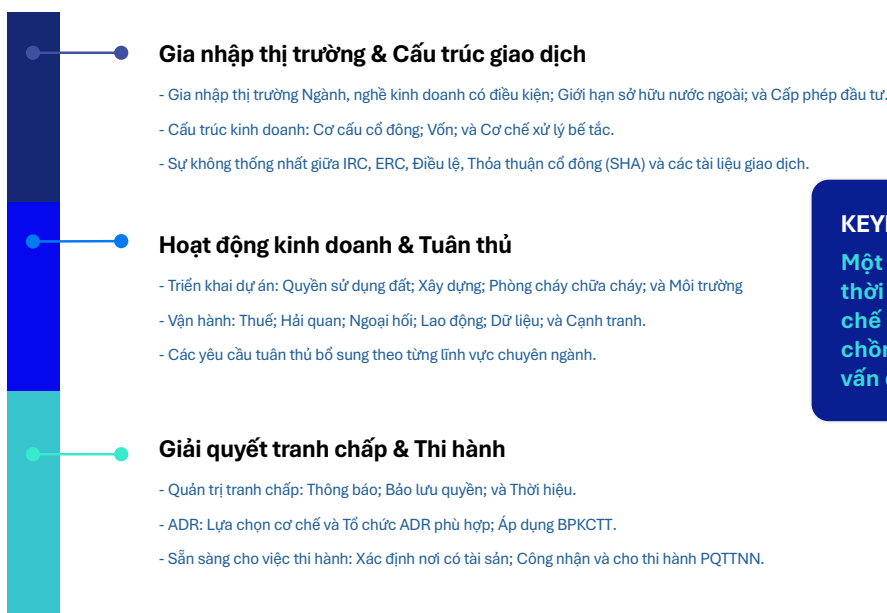 Gia nhập thị trường & Cấu trúc giao dịch
- Gia nhập thị trường Ngành, nghề kinh doanh có điều kiện; Giới hạn sở hữu nước ngoài; và Cấp phép đầu tư.
- Cấu trúc kinh doanh: Cơ cấu cổ đông; Vốn; và Cơ chế xử lý bế tắc.
- Sự không thống nhất giữa IRC, ERC, Điều lệ, Thỏa thuận cổ đông (SHA) và các tài liệu giao dịch.
Hoạt động kinh doanh & Tuân thủ
- Triển khai dự án: Quyền sử dụng đất; Xây dựng; Phòng cháy chữa cháy; và Môi trường
- Vận hành: Thuế; Hải quan; Ngoại hối; Lao động; Dữ liệu; và Cạnh tranh.
- Các yêu cầu tuân thủ bổ sung theo từng lĩnh vực chuyên ngành.
Giải quyết tranh chấp & Thi hành
- Quản trị tranh chấp: Thông báo; Bảo lưu quyền; và Thời hiệu.
- ADR: Lựa chọn cơ chế và Tổ chức ADR phù hợp; Áp dụng BPKCTT.
- Sẵn sàng cho việc thi hành: Xác định nơi có tài sản; Công nhận và cho thi hành PQTTNN.
Một
thời
chế
vấn